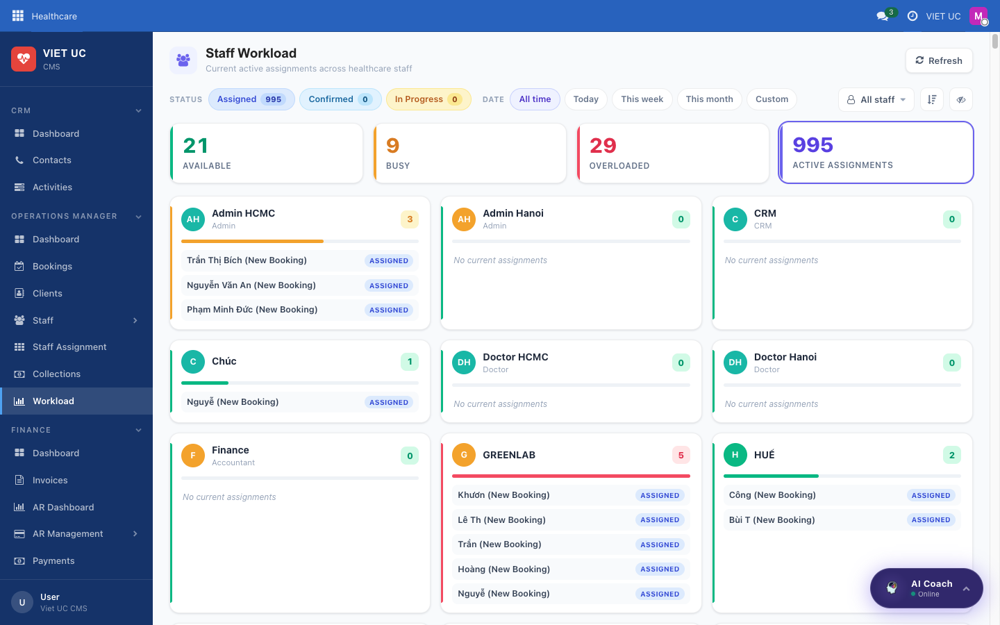 Healthcare
3
VIET UC
M
VIET UC
CMS
CRM
Dashboard
Contacts
Activities
OPERATIONS MANAGER
Dashboard
Bookings
Clients
Staff
Staff Assignment
Collections
Workload
FINANCE
Dashboard
Invoices
AR Dashboard
AR Management
Payments
U
User
Viet UC CMS
Staff Workload
Current active assignments across healthcare staff
Refresh
STATUS Assigned 995 Confirmed 0 In Progress 0 DATE All time Today This week This month Custom All staff
21
AVAILABLE
9
BUSY
29
OVERLOADED
995
ACTIVE ASSIGNMENTS
AH Admin HCMC 3
Admin
Trần Thị Bích (New Booking) ASSIGNED
Nguyễn Văn An (New Booking) ASSIGNED
Phạm Minh Đức (New Booking) ASSIGNED
AH Admin Hanoi 0
Admin
No current assignments
C CRM 0
CRM
No current assignments
C Chúc 1
Nguyễ (New Booking) ASSIGNED
DH Doctor HCMC 0
Doctor
No current assignments
DH Doctor Hanoi 0
Doctor
No current assignments
F Finance 0
Accountant
No current assignments
G GREENLAB 5
Khươn (New Booking) ASSIGNED
Lê Th (New Booking) ASSIGNED
Trần (New Booking) ASSIGNED
Hoàng (New Booking) ASSIGNED
Nguyễ (New Booking) ASSIGNED
H HUẾ 2
Công (New Booking) ASSIGNED
Bùi T (New Booking) ASSIGNED
AI Coach
Online